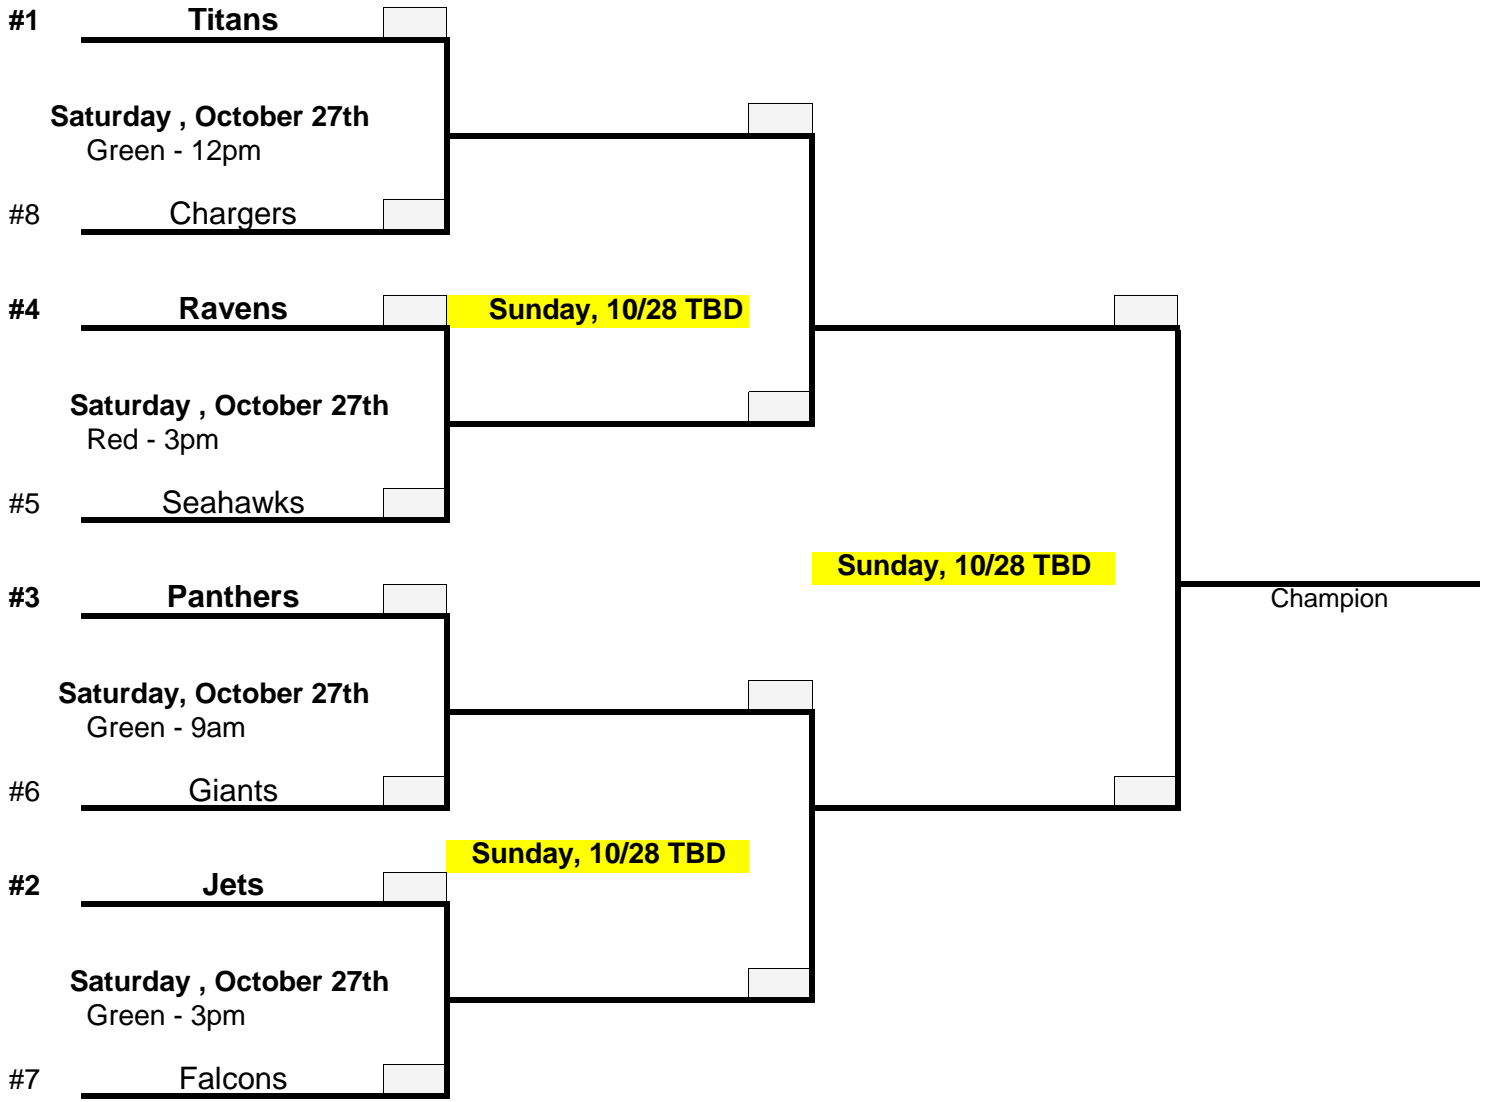 #1 Titans
Saturday , October 27th
Green - 12pm
#8 Chargers
#4 Ravens
Sunday, 10/28 TBD
Saturday , October 27th
Red - 3pm
#5 Seahawks
Sunday, 10/28 TBD
#3 Panthers
Champion
Saturday, October 27th
Green - 9am
#6 Giants
Sunday, 10/28 TBD
#2 Jets
Saturday , October 27th
Green - 3pm
#7 Falcons